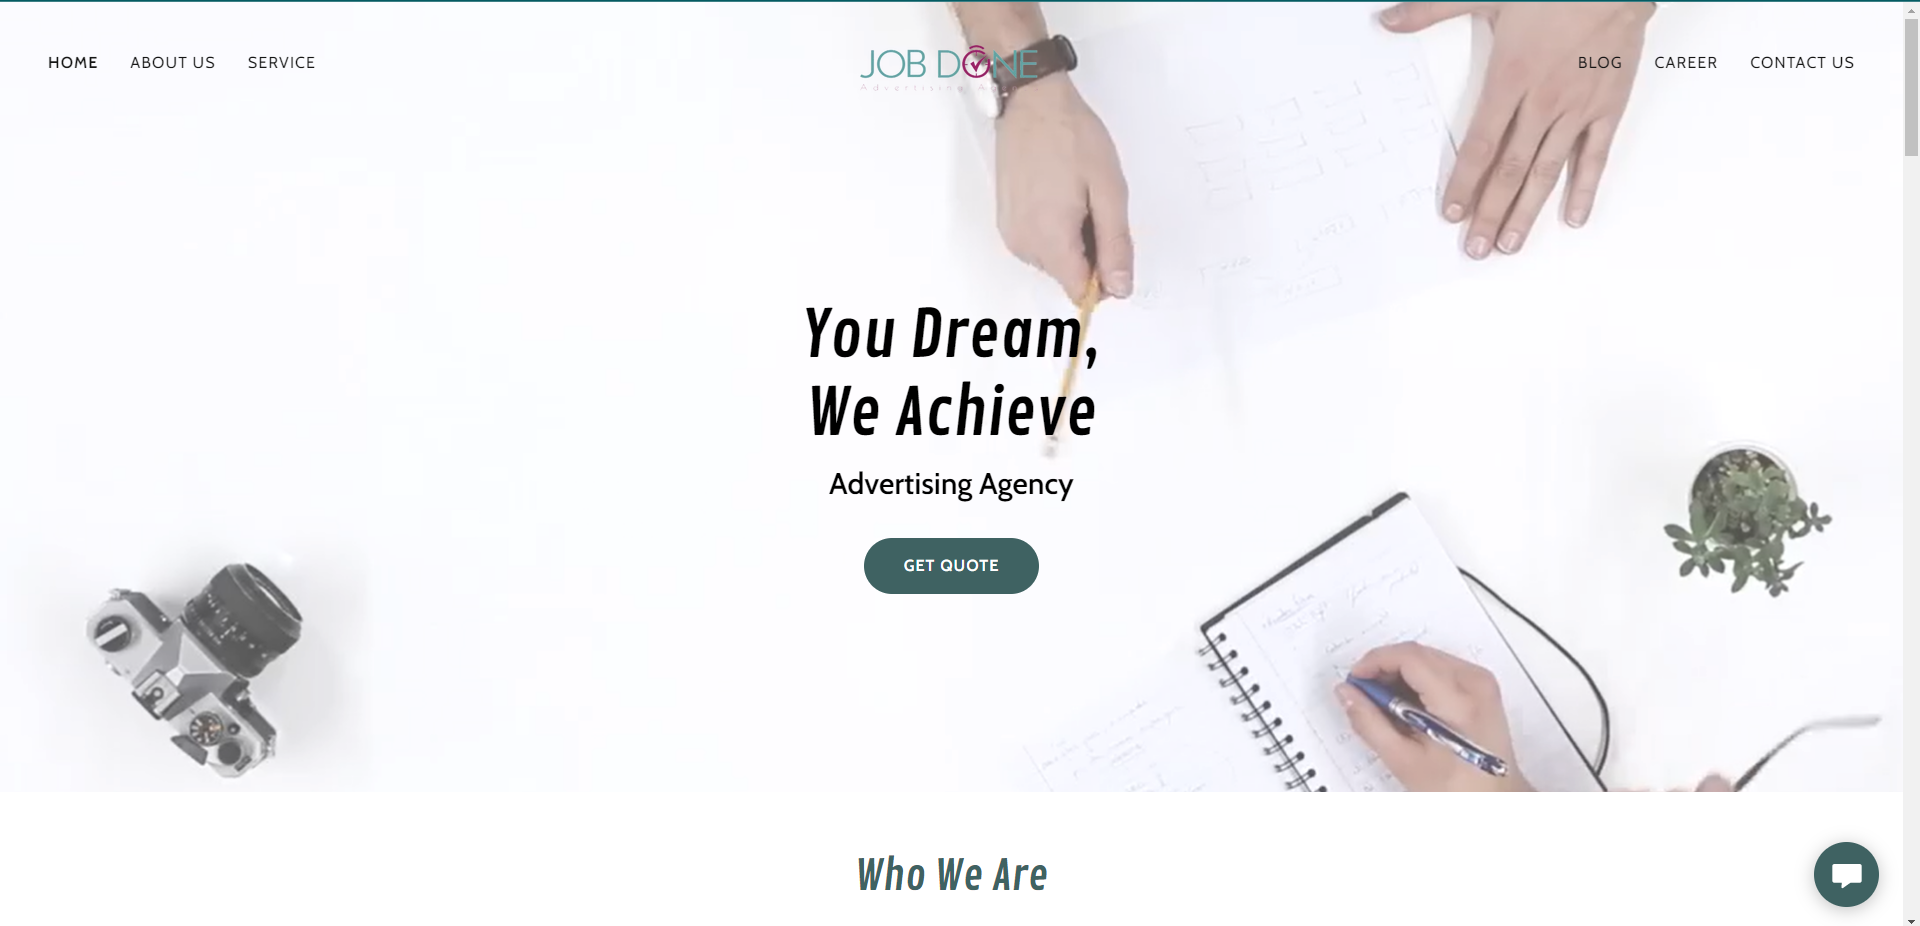 HOME ABOUT US SERVICE
JOB DONE
Advertising
BLOG CAREER CONTACT US
You Dream,
We Achieve
Advertising Agency
GET QUOTE
Who We Are